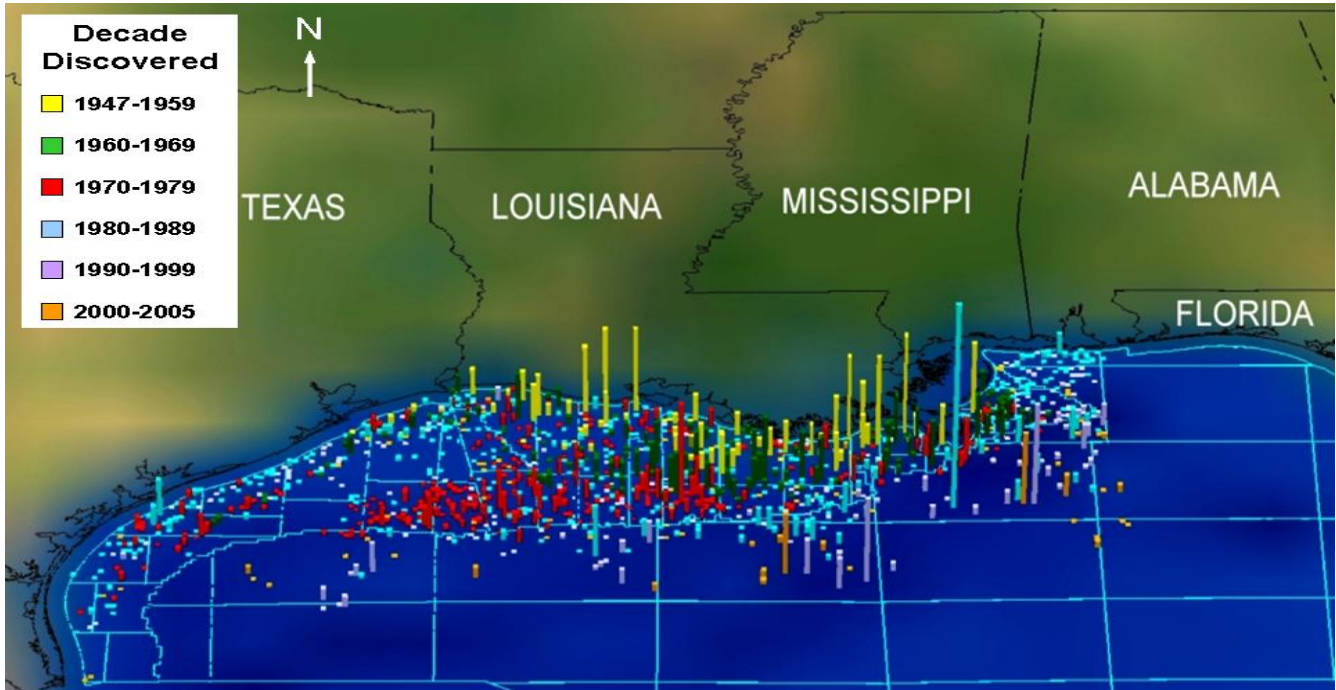 Decade
Discovered
1947-1959
1960-1969
1970-1979
1980-1989
1990-1999
2000-2005
N
TEXAS
LOUISIANA
MISSISSIPPI
ALABAMA
FLORIDA